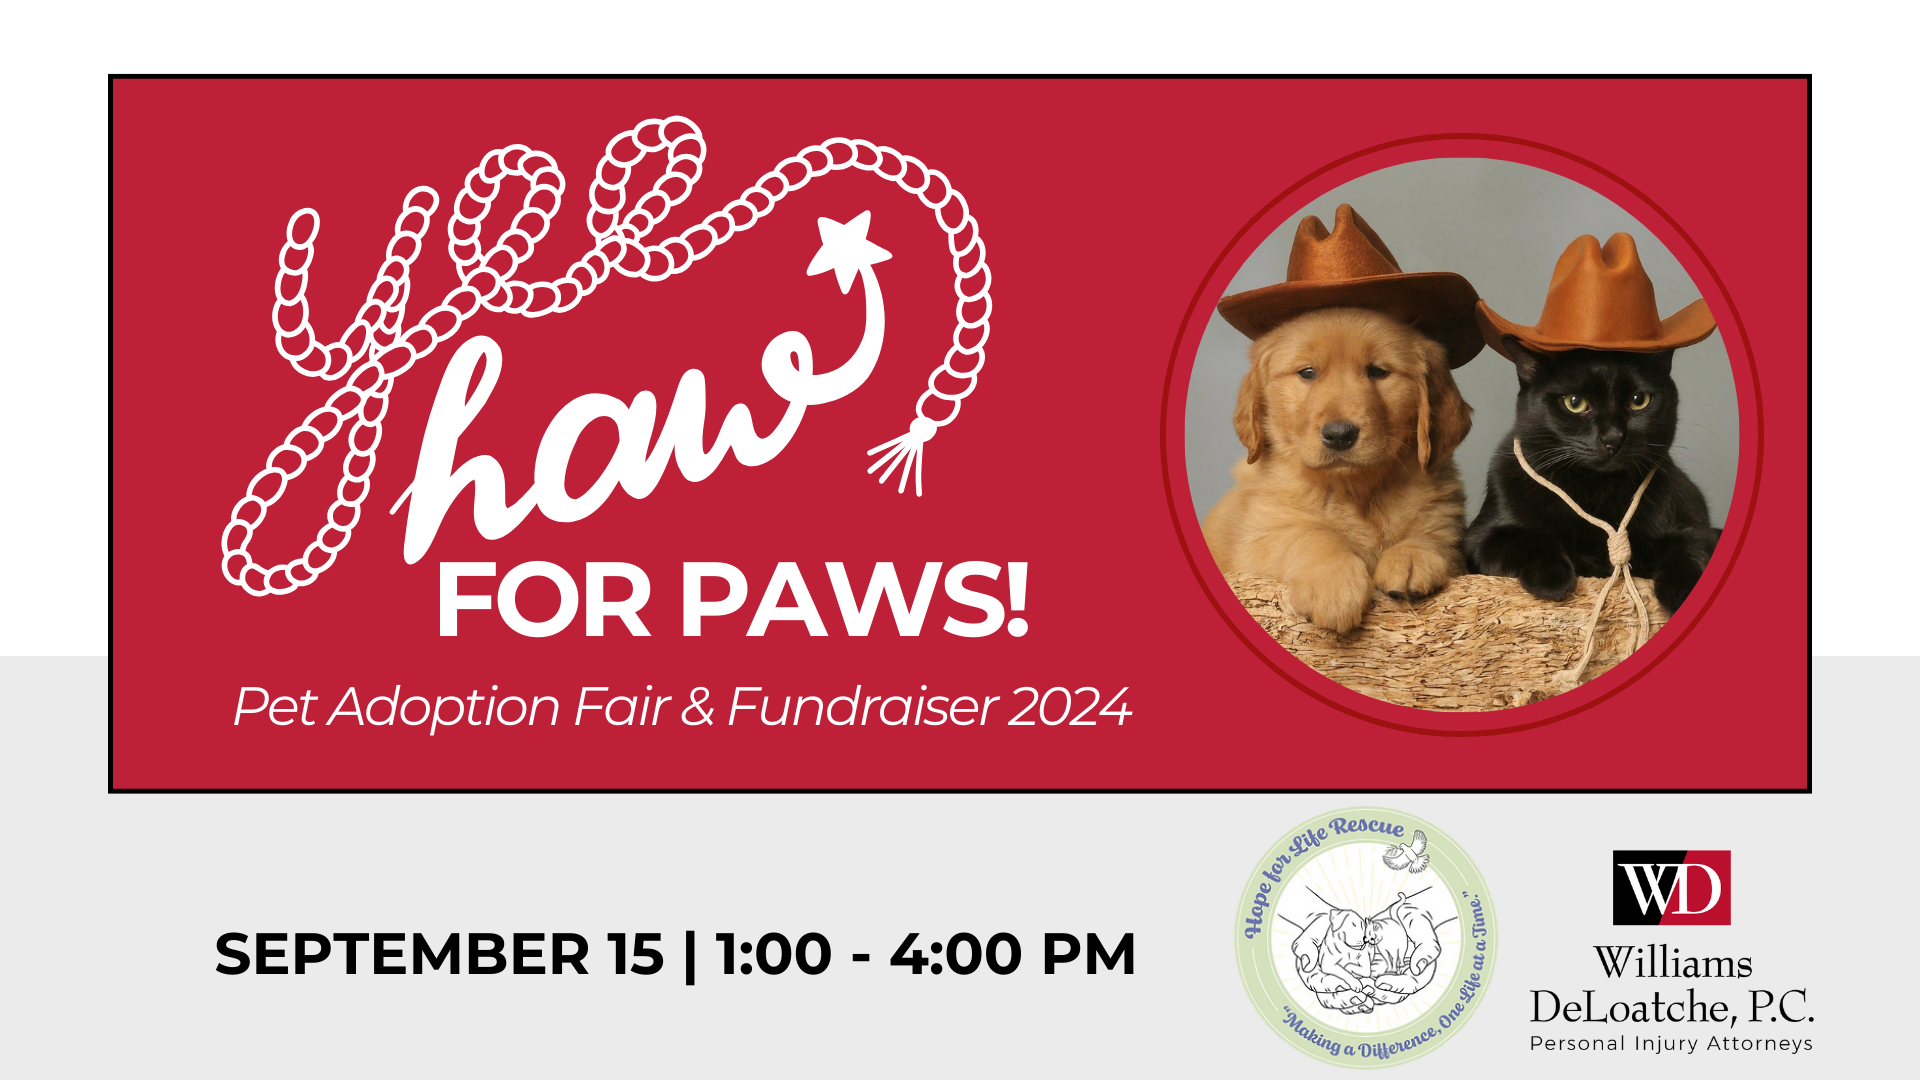 Yee
haw
FOR PAWS!
Pet Adoption Fair & Fundraiser 2024
SEPTEMBER 15 | 1:00 - 4:00 PM
Hope for Life Rescue
"Making a Difference, One Life at a Time."
WD
Williams
DeLoatche, P.C.
Personal Injury Attorneys